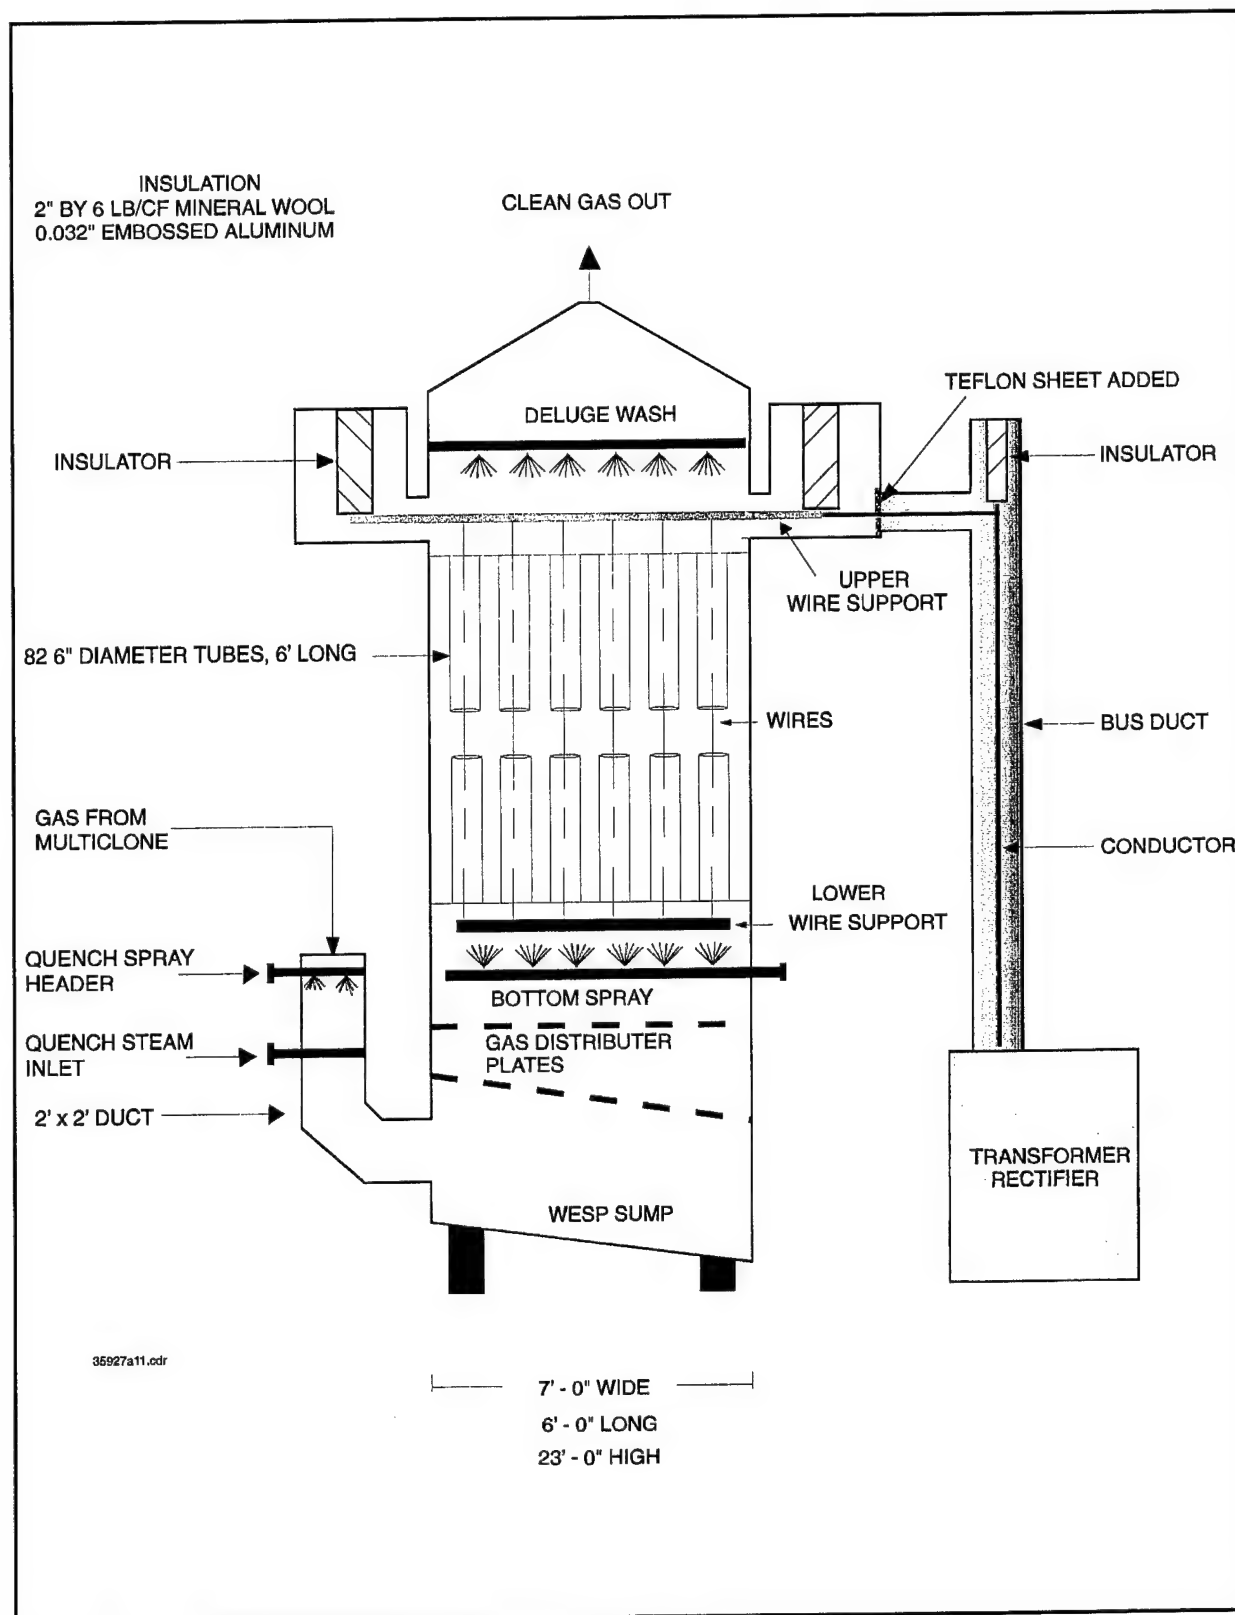 INSULATION
2" BY 6 LB/CF MINERAL WOOL
0.032" EMBOSSED ALUMINUM
CLEAN GAS OUT
TEFLON SHEET ADDED
DELUGE WASH
INSULATOR
INSULATOR
UPPER
WIRE SUPPORT
82 6" DIAMETER TUBES, 6' LONG
WIRES
BUS DUCT
GAS FROM
MULTICLONE
CONDUCTOR
LOWER
WIRE SUPPORT
QUENCH SPRAY
HEADER
BOTTOM SPRAY
QUENCH STEAM
INLET
GAS DISTRIBUTER
PLATES
2' x 2' DUCT
TRANSFORMER
RECTIFIER
WESP SUMP
35927a11.cdr
7' - 0" WIDE
6' - 0" LONG
23' - 0" HIGH